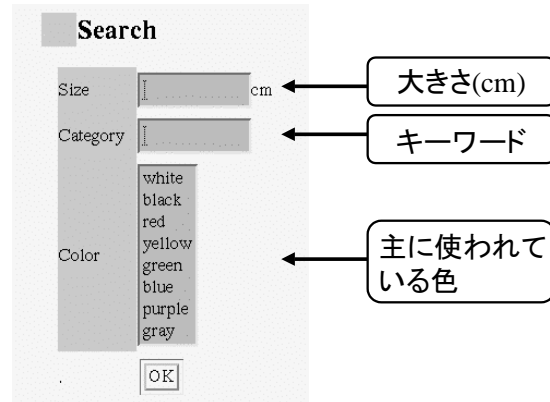 Search
Size
cm
大きさ(cm)
Category
キーワード
Color
white
black
red
yellow
green
blue
purple
gray
主に使われて
いる色
.
OK